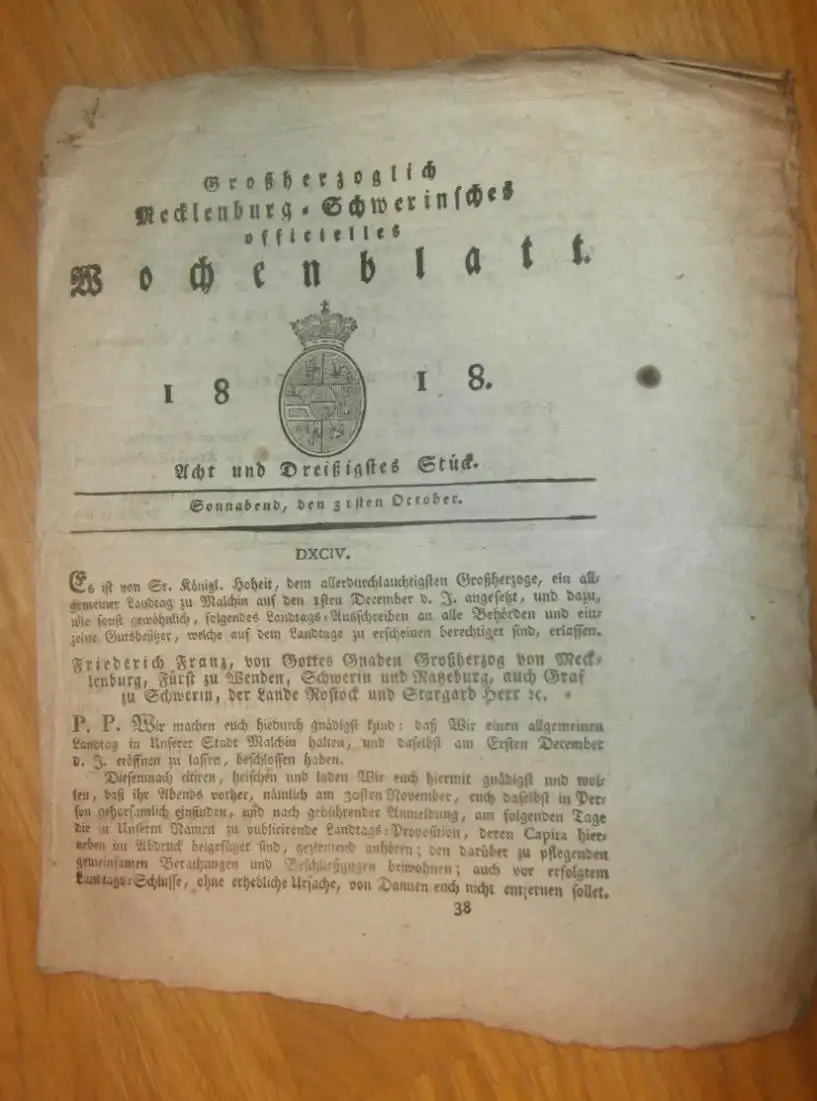 Großherzoglich
Mecklenburg-Schwerinsches
officielles
Wochenblatt.
1818.
Acht und Dreißigstes Stück.
Sonnabend, den 31sten October.
DXCIV.
Es ist von Sr. Königl. Hoheit, dem allerdurchlauchtigsten Großherzoge, ein all-
gemeiner Landtag zu Malchin auf den 1sten December d. J. angesetzt, und dazu,
wie sonst gewöhnlich, folgendes Landtags-Ausschreiben an alle Behörden und ein-
zelne Gutsbesitzer, welche auf dem Landtage zu erscheinen berechtiget sind, erlassen.
Friederich Franz, von Gottes Gnaden Großherzog von Meck-
lenburg, Fürst zu Wenden, Schwerin und Ratzeburg, auch Graf
zu Schwerin, der Lande Rostock und Stargard Herr ꝛc.
P. P. Wir machen euch hiedurch gnädigst kund: daß Wir einen allgemeinen
Landtag in Unserer Stadt Malchin halten, und daselbst am Ersten December
d. J. eröffnen zu lassen, beschlossen haben.
Diesemnach citiren, heischen und laden Wir euch hiermit gnädigst und wol-
len, daß ihr Abends vorher, nämlich am 30sten November, euch daselbst in Per-
son gehorsamlich einfinden, und nach gebührender Anmeldung, am folgenden Tage
die in Unserm Namen zu publicirende Landtags-Proposition, deren Capita hier-
neben im Abdruck beigefüget sind, geziemend anhören; den darüber zu pflegenden
gemeinsamen Berathungen und Beschließungen beiwohnen; auch vor erfolgtem
Landtags-Schlusse, ohne erhebliche Ursache, von Dannen euch nicht entfernen sollet.
38